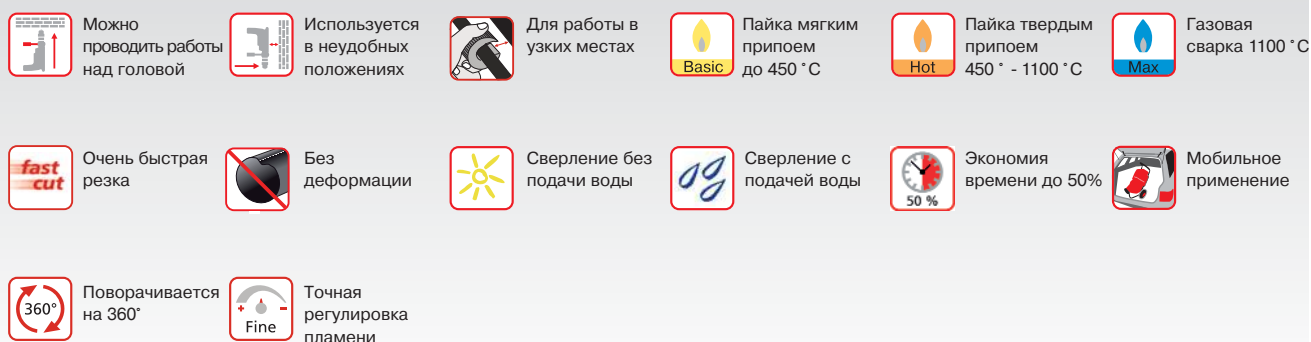 Можно
проводить работы
над головой
Используется
в неудобных
положениях
Для работы в
узких местах
Basic
Пайка мягким
припоем
до 450 ˚C
Hot
Пайка твердым
припоем
450 ˚ - 1100 ˚C
Max
Газовая
сварка 1100 ˚C
fast
cut
Очень быстрая
резка
Без
деформации
Сверление без
подачи воды
Сверление с
подачей воды
50 %
Экономия
времени до 50%
Мобильное
применение
360°
Поворачивается
на 360˚
+ -
Fine
Точная
регулировка
пламени